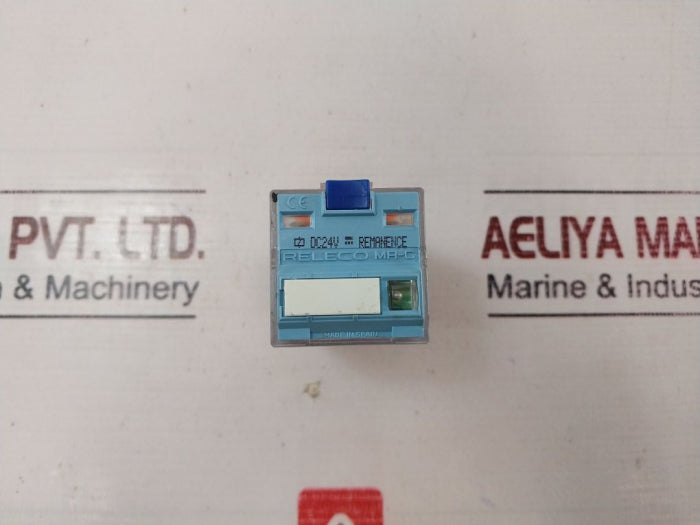 PVT. LTD.
& Machinery
CE
DC24V REMANENCE
RELECO MR-C
MADE IN SPAIN
AELIYA MA
Marine & Indus